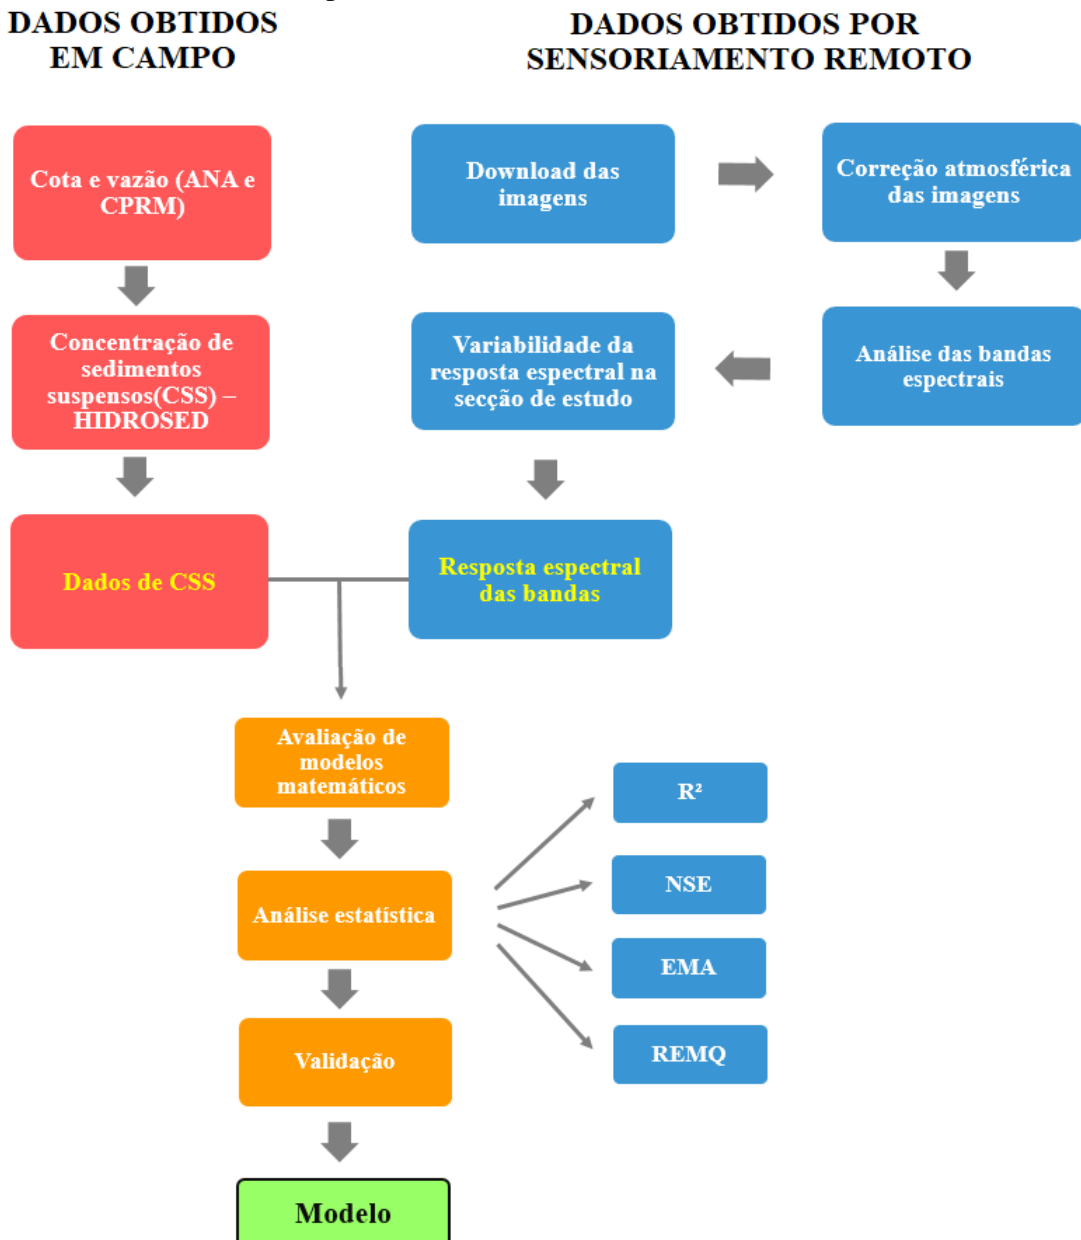 DADOS OBTIDOS
EM CAMPO
DADOS OBTIDOS POR
SENSORIAMENTO REMOTO
Cota e vazão (ANA e
CPRM)
Download das
imagens
Correção atmosférica
das imagens
Concentração de
sedimentos
suspensos(CSS) –
HIDROSED
Variabilidade da
resposta espectral na
secção de estudo
Análise das bandas
espectrais
Dados de CSS
Resposta espectral
das bandas
Avaliação de
modelos
matemáticos
Análise estatística
R²
NSE
EMA
REMQ
Validação
Modelo